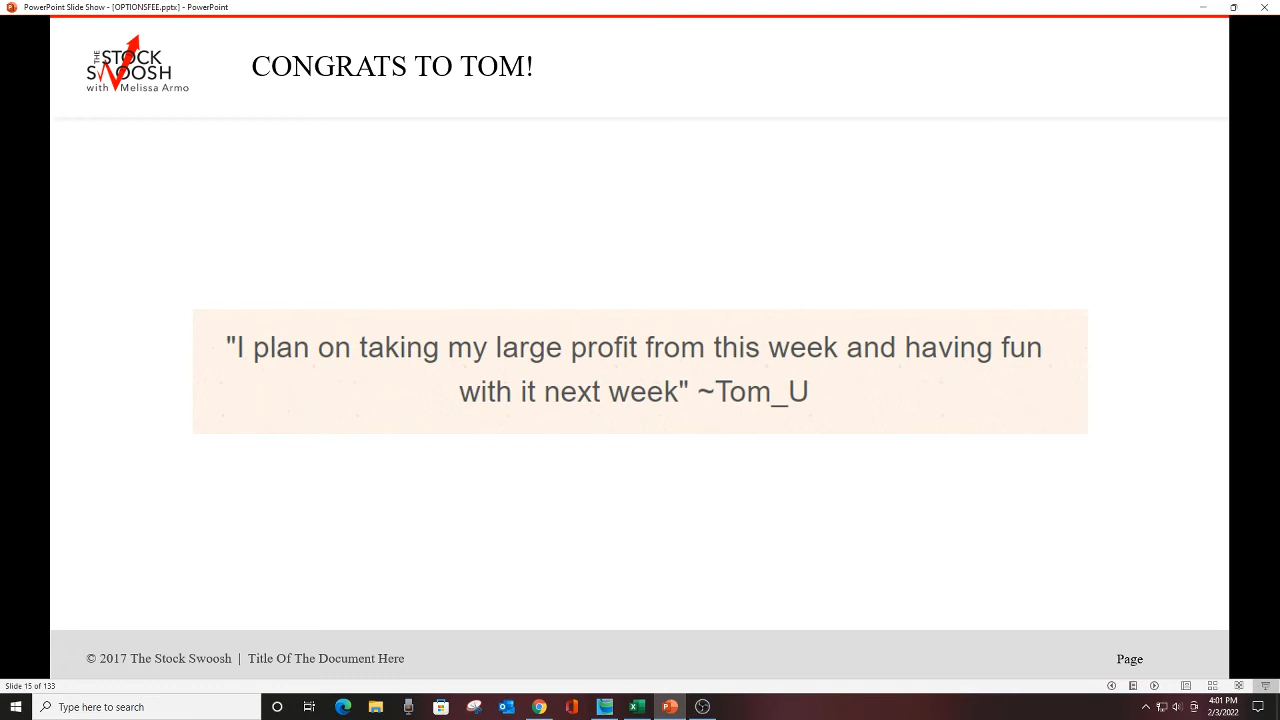 PowerPoint Slide Show - [OPTIONSFEE.pptx] - PowerPoint
THE
STOCK
SWOOSH
with Melissa Armo
CONGRATS TO TOM!
"I plan on taking my large profit from this week and having fun
with it next week" ~Tom_U
© 2017 The Stock Swoosh | Title Of The Document Here
Page
Slide 15 of 133
Type here to search
4:01 PM
2/3/2022